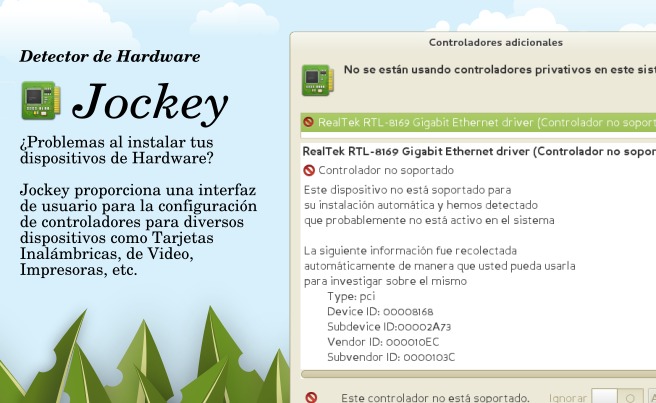 Detector de Hardware
Jockey
¿Problemas al instalar tus
dispositivos de Hardware?
Jockey proporciona una interfaz
de usuario para la configuración
de controladores para diversos
dispositivos como Tarjetas
Inalámbricas, de Video,
Impresoras, etc.
Controladores adicionales
No se están usando controladores privativos en este sist
RealTek RTL-8169 Gigabit Ethernet driver (Controlador no soport
RealTek RTL-8169 Gigabit Ethernet driver (Controlador no sopor
Controlador no soportado
Este dispositivo no está soportado para
su instalación automática y hemos detectado
que probablemente no está activo en el sistema
La siguiente información fue recolectada
automáticamente de manera que usted pueda usarla
para investigar sobre el mismo
Type: pci
Device ID: 00008168
Subdevice ID:00002A73
Vendor ID: 000010EC
Subvendor ID: 0000103C
Este controlador no está soportado. Ignorar